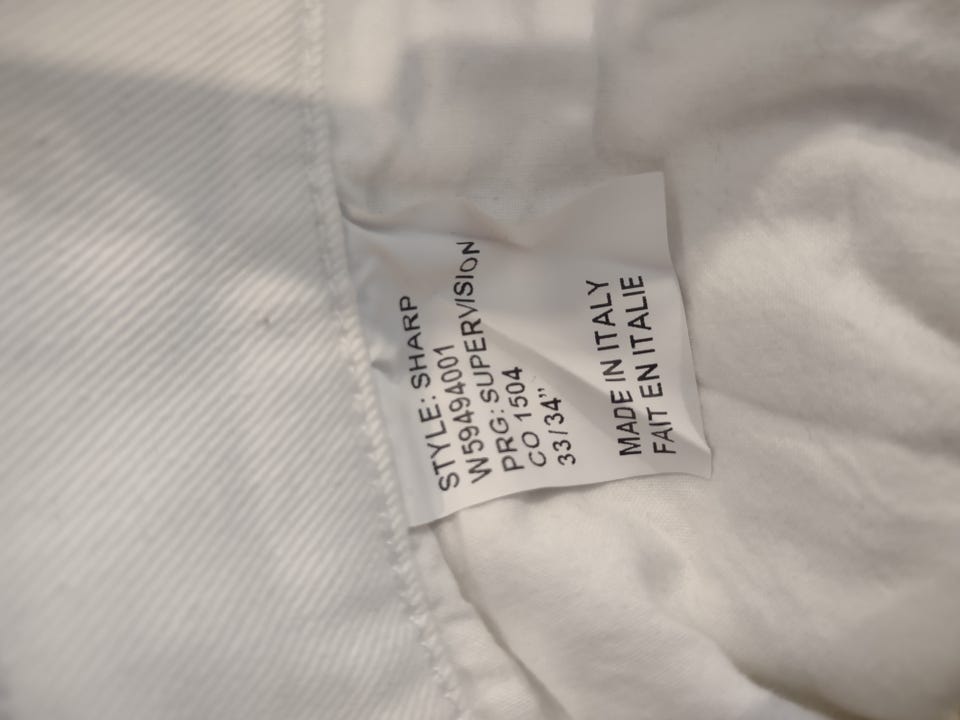 STYLE: SHARP
W59494001
PRG: SUPERVISION
CO 1504
33/34"
MADE IN ITALY
FAIT EN ITALIE